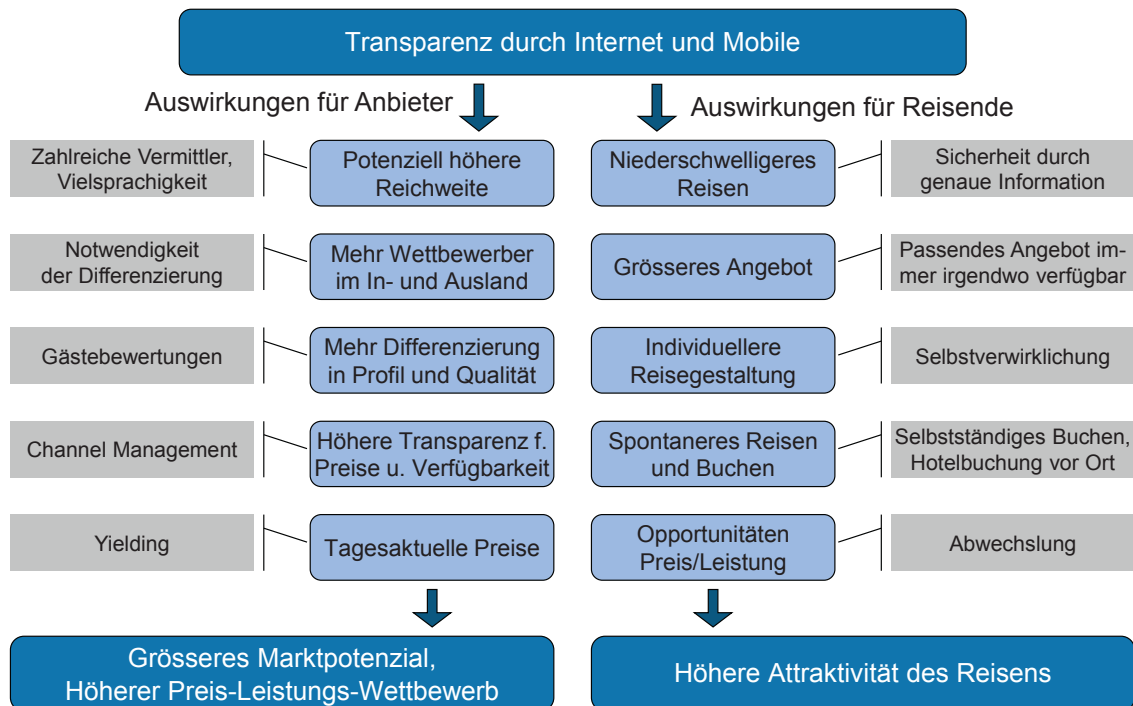 Transparenz durch Internet und Mobile
Auswirkungen für Anbieter
Auswirkungen für Reisende
Zahlreiche Vermittler,
Vielsprachigkeit
Potenziell höhere
Reichweite
Niederschwelligeres
Reisen
Sicherheit durch
genaue Information
Notwendigkeit
der Differenzierung
Mehr Wettbewerber
im In- und Ausland
Grösseres Angebot
Passendes Angebot im-
mer irgendwo verfügbar
Gästebewertungen
Mehr Differenzierung
in Profil und Qualität
Individuellere
Reisegestaltung
Selbstverwirklichung
Channel Management
Höhere Transparenz f.
Preise u. Verfügbarkeit
Spontaneres Reisen
und Buchen
Selbstständiges Buchen,
Hotelbuchung vor Ort
Yielding
Tagesaktuelle Preise
Opportunitäten
Preis/Leistung
Abwechslung
Grösseres Marktpotenzial,
Höherer Preis-Leistungs-Wettbewerb
Höhere Attraktivität des Reisens